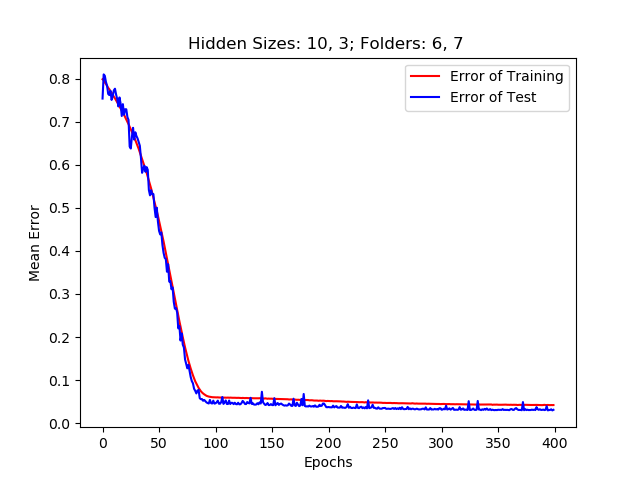 Hidden Sizes: 10, 3; Folders: 6, 7
Error of Training
Error of Test
Mean Error
0.8
0.7
0.6
0.5
0.4
0.3
0.2
0.1
0.0
0 50 100 150 200 250 300 350 400
Epochs